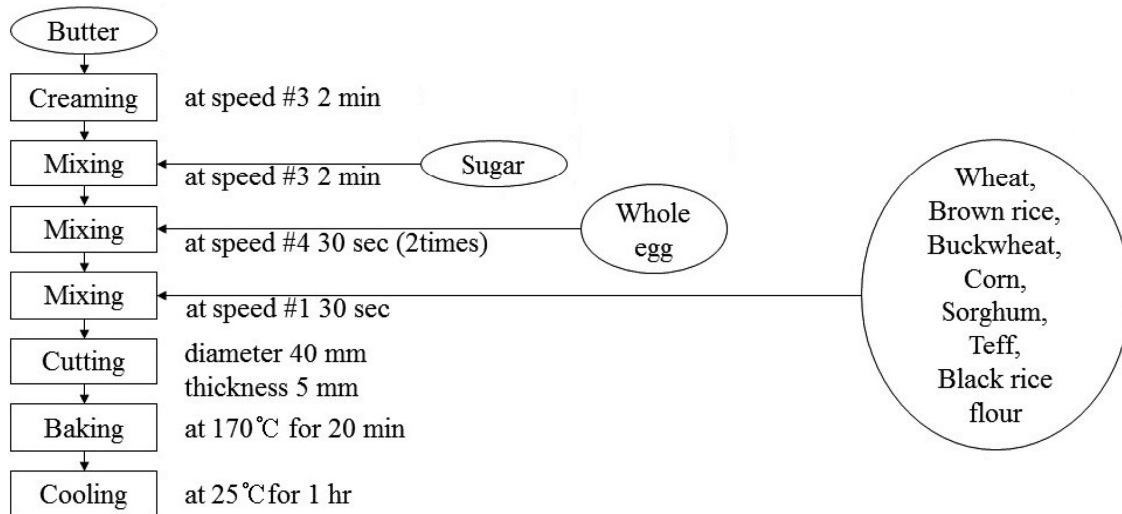 Butter
Creaming
at speed #3 2 min
Mixing
at speed #3 2 min
Sugar
Mixing
at speed #4 30 sec (2times)
Whole
egg
Mixing
at speed #1 30 sec
Wheat,
Brown rice,
Buckwheat,
Corn,
Sorghum,
Teff,
Black rice
flour
Cutting
diameter 40 mm
thickness 5 mm
Baking
at 170℃ for 20 min
Cooling
at 25℃ for 1 hr